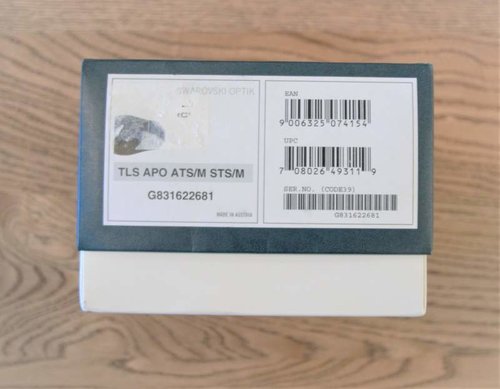 SWAROVSKI OPTIK
TLS APO ATS/M STS/M
G831622681
MADE IN AUSTRIA
EAN
9 006325 074154
UPC
7 08026 49311 9
SER.NO. (CODE39)
G831622681